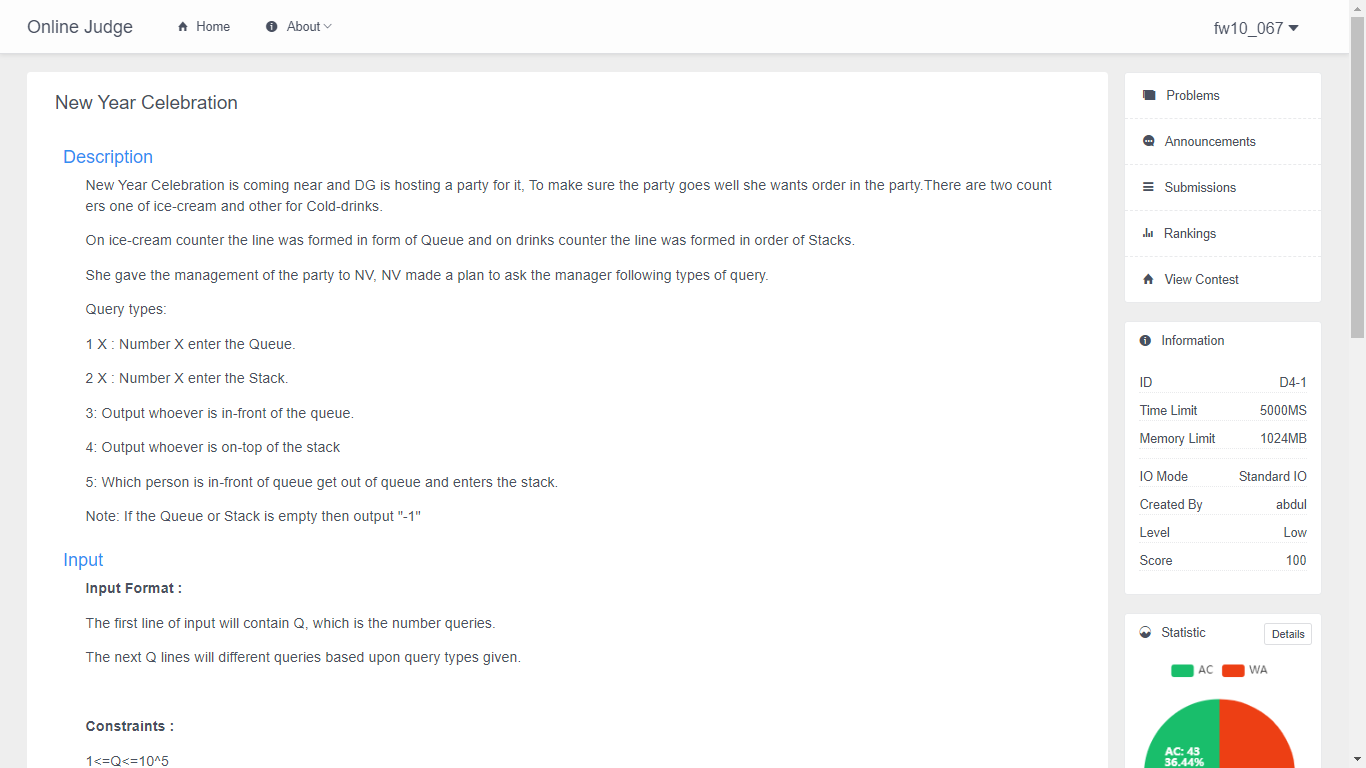 Online Judge
Home
About
fw10_067
New Year Celebration
Description
New Year Celebration is coming near and DG is hosting a party for it, To make sure the party goes well she wants order in the party.There are two count
ers one of ice-cream and other for Cold-drinks.
On ice-cream counter the line was formed in form of Queue and on drinks counter the line was formed in order of Stacks.
She gave the management of the party to NV, NV made a plan to ask the manager following types of query.
Query types:
1 X : Number X enter the Queue.
2 X : Number X enter the Stack.
3: Output whoever is in-front of the queue.
4: Output whoever is on-top of the stack
5: Which person is in-front of queue get out of queue and enters the stack.
Note: If the Queue or Stack is empty then output "-1"
Input
Input Format :
The first line of input will contain Q, which is the number queries.
The next Q lines will different queries based upon query types given.
Constraints :
1<=Q<=10^5
Problems
Announcements
Submissions
Rankings
View Contest
Information
ID D4-1
Time Limit 5000MS
Memory Limit 1024MB
IO Mode Standard IO
Created By abdul
Level Low
Score 100
Statistic Details
AC WA
AC: 43
36.44%